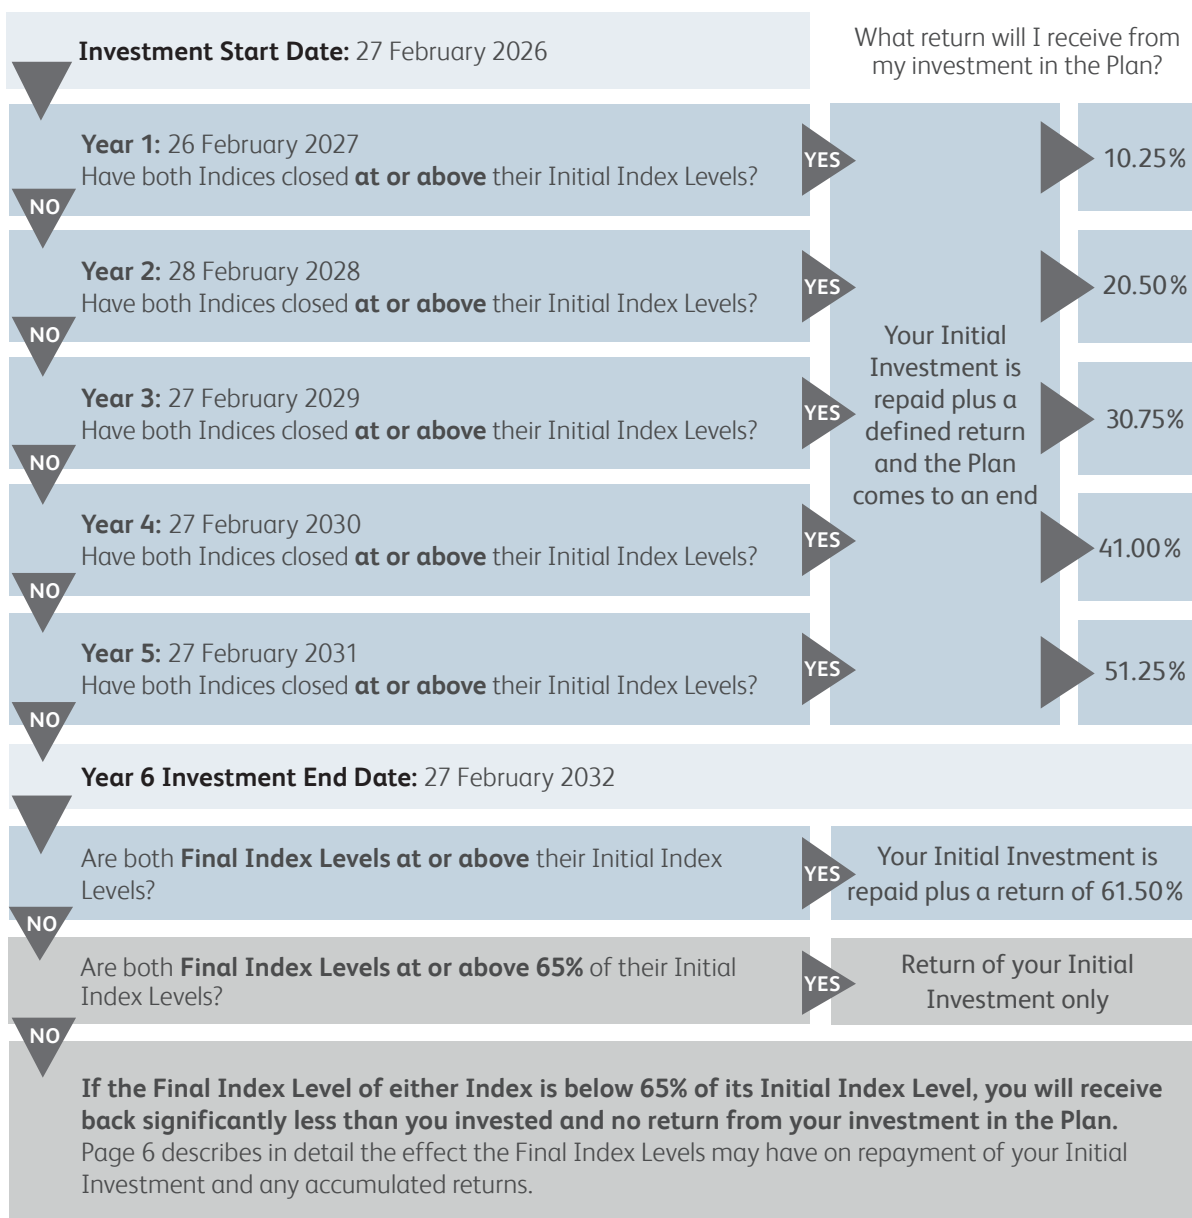 Investment Start Date: 27 February 2026
What return will I receive from
my investment in the Plan?
Year 1: 26 February 2027
Have both Indices closed at or above their Initial Index Levels?
YES
10.25%
NO
Year 2: 28 February 2028
Have both Indices closed at or above their Initial Index Levels?
YES
20.50%
NO
Year 3: 27 February 2029
Have both Indices closed at or above their Initial Index Levels?
YES
30.75%
NO
Year 4: 27 February 2030
Have both Indices closed at or above their Initial Index Levels?
YES
41.00%
NO
Year 5: 27 February 2031
Have both Indices closed at or above their Initial Index Levels?
YES
51.25%
NO
Your Initial
Investment is
repaid plus a
defined return
and the Plan
comes to an end
Year 6 Investment End Date: 27 February 2032
Are both Final Index Levels at or above their Initial Index
Levels?
YES
Your Initial Investment is
repaid plus a return of 61.50%
NO
Are both Final Index Levels at or above 65% of their Initial
Index Levels?
YES
Return of your Initial
Investment only
NO
If the Final Index Level of either Index is below 65% of its Initial Index Level, you will receive
back significantly less than you invested and no return from your investment in the Plan.
Page 6 describes in detail the effect the Final Index Levels may have on repayment of your Initial
Investment and any accumulated returns.